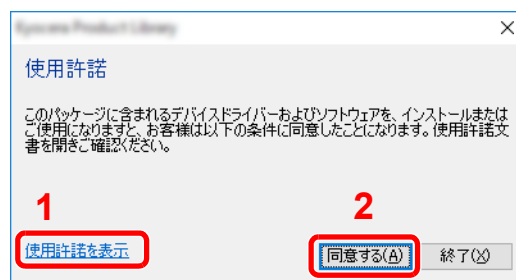 Kyocera Product Library
使用許諾
このパッケージに含まれるデバイスドライバーおよびソフトウェアを、インストールまたは
ご使用になりますと、お客様は以下の条件に同意したことになります。使用許諾文
書を開きご確認ください。
1
2
使用許諾を表示
同意する(A)
終了(X)